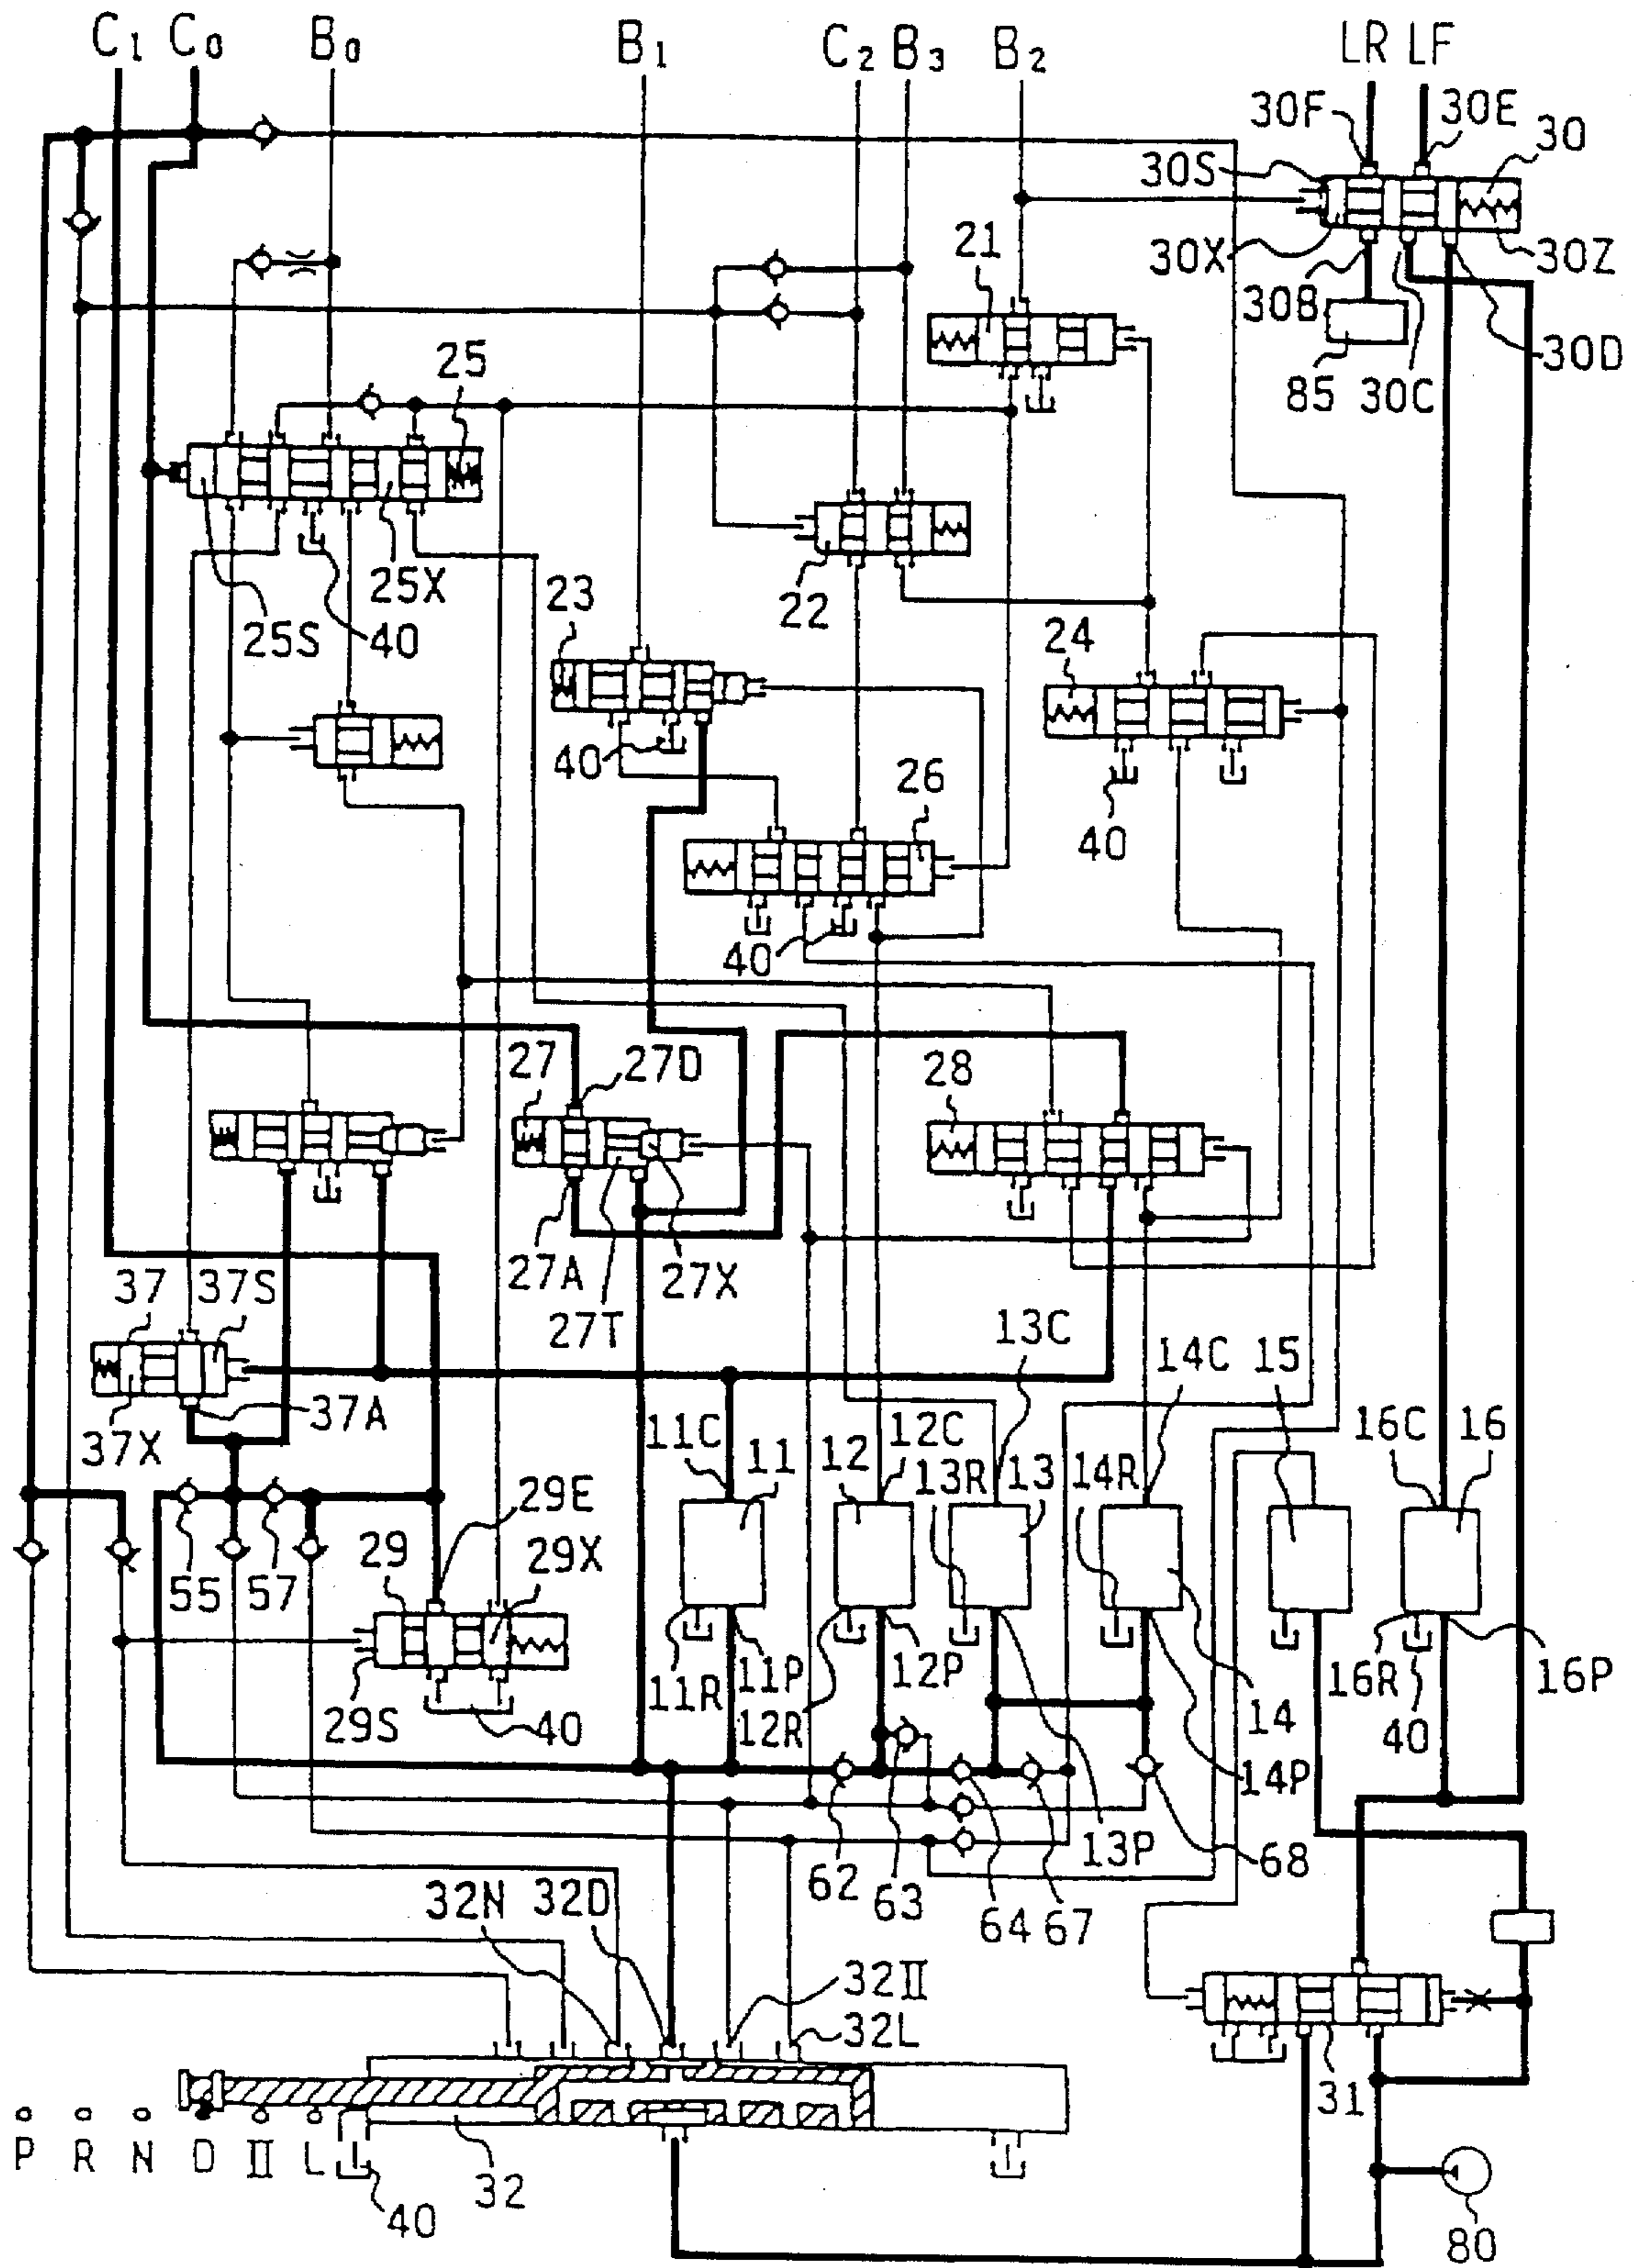 C1 C0 B0 B1 C2 B3 B2 LR LF
30F 30E
30S 30
30X 30Z
21
30B
25 85 30C 30D
23 25X 22
25S 40 24
40 26 40
40
27 27D 28
27A 27X
37 37S 27T 13C
14C 15
37A 11C 16C 16
37X 11 12 12C 13R 13 14R
29E
55 57 29 29X
11R 11P 12P 16R 16P
29S 40 12R 14 40
14P
13P 68
32N 32D 62 63 64 67
32II
32L
31
P R N D II L
40 32 80